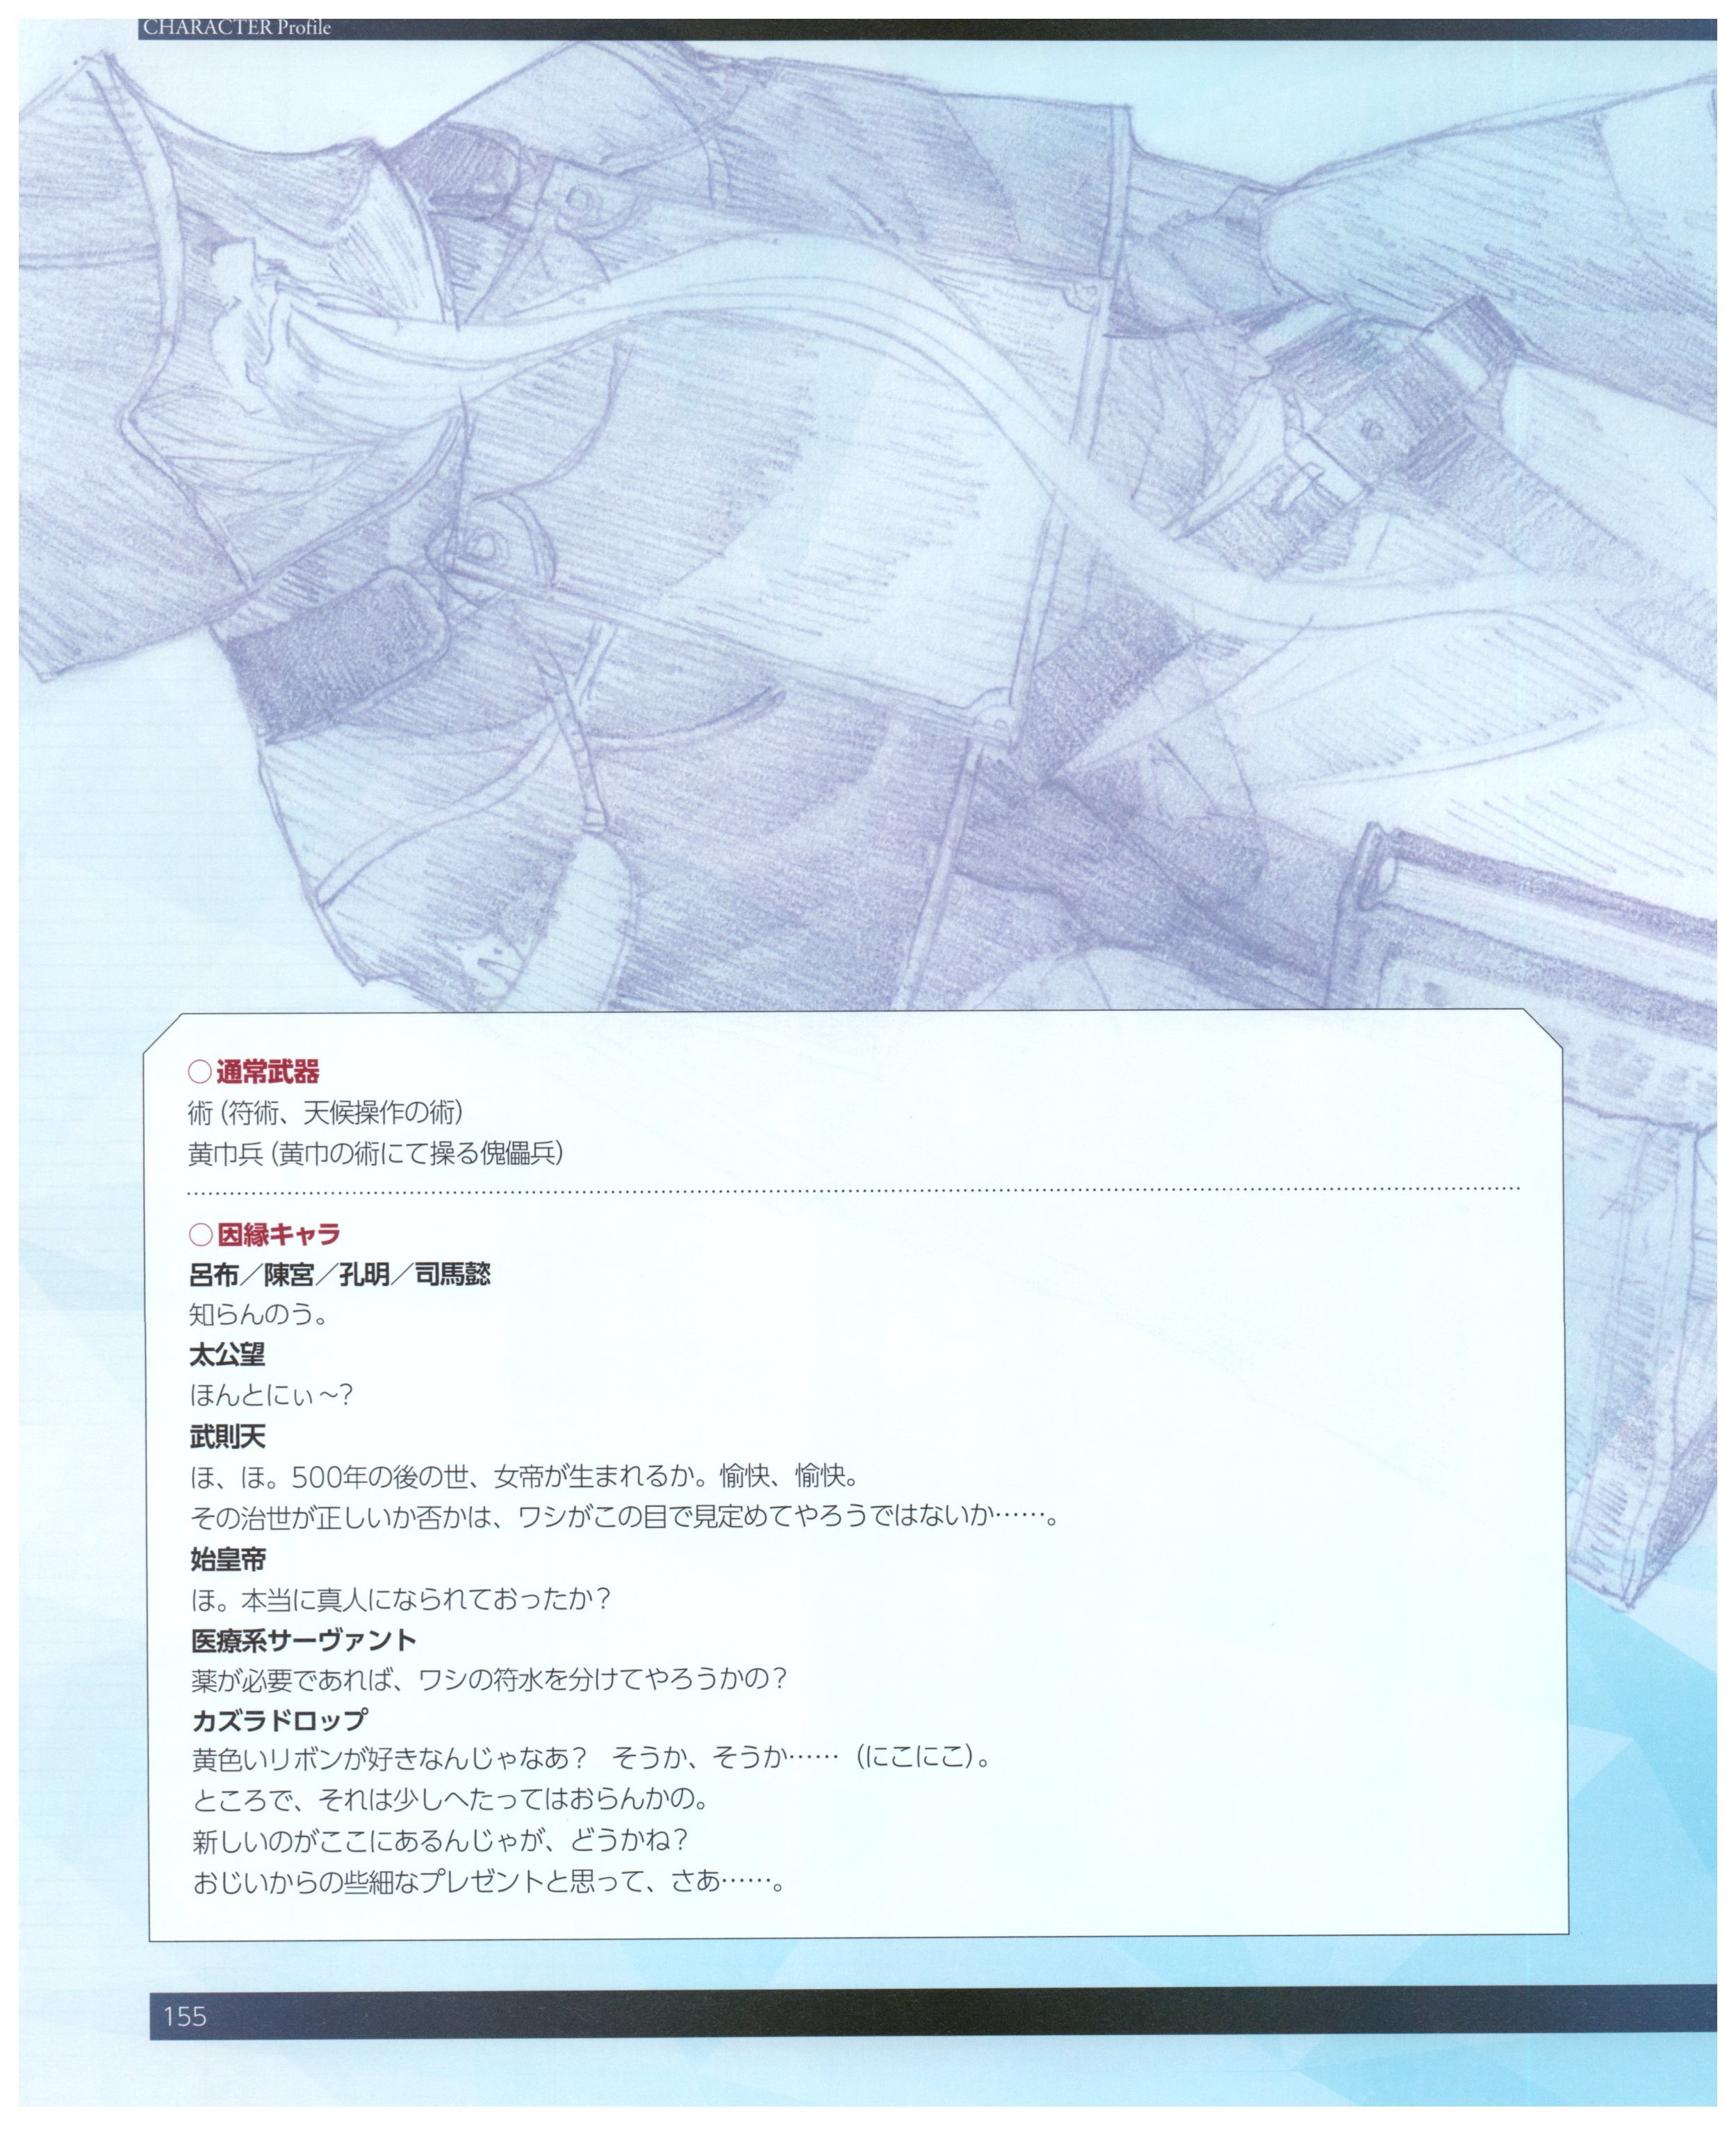 CHARACTER Profile
○通常武器
術（符術、天候操作の術）
黄巾兵（黄巾の術にて操る傀儡兵）
○因縁キャラ
呂布／陳宮／孔明／司馬懿
知らんのう。
太公望
ほんとにぃ～？
武則天
ほ、ほ。500年の後の世、女帝が生まれるか。愉快、愉快。
その治世が正しいか否かは、ワシがこの目で見定めてやろうではないか……。
始皇帝
ほ。本当に真人になられておったか？
医療系サーヴァント
薬が必要であれば、ワシの符水を分けてやろうかの？
カズラドロップ
黄色いリボンが好きなんじゃなあ？　そうか、そうか……（にこにこ）。
ところで、それは少しへたってはおらんかの。
新しいのがここにあるんじゃが、どうかね？
おじいからの些細なプレゼントと思って、さあ……。
155